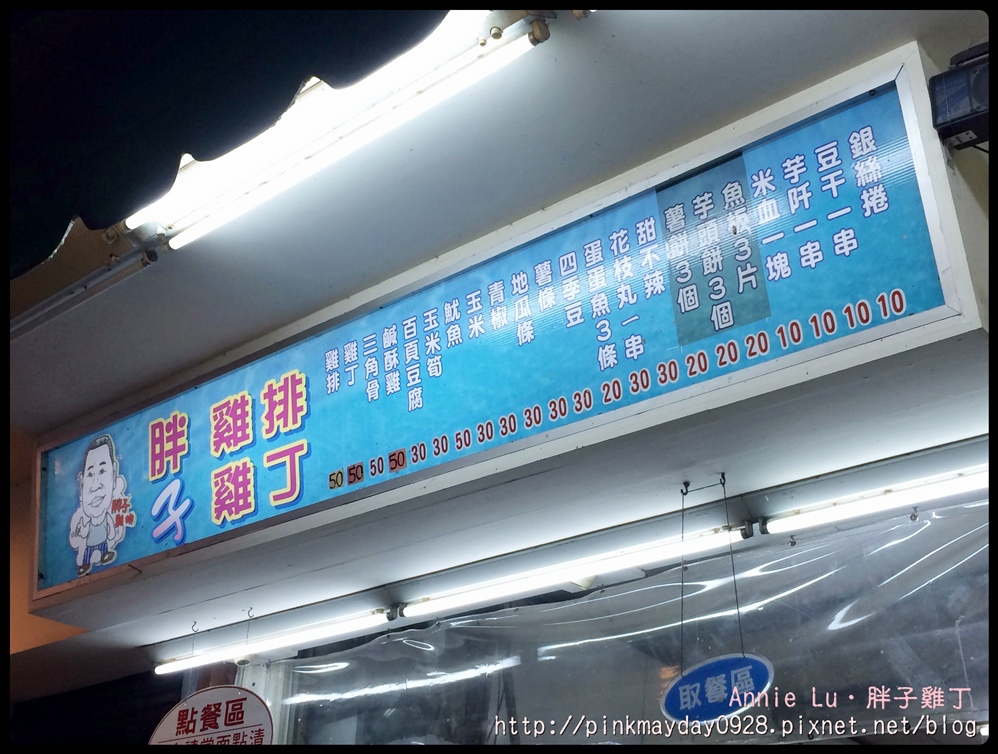 胖子
雞排
雞丁
雞排
雞丁
三角骨
鹹酥雞
百頁豆腐
玉米筍
魷魚
玉米
青椒
地瓜條
薯條
四季豆
蛋蛋魚3條
花枝丸一串
甜不辣
薯餅3個
芋頭餅3個
魚板3片
米血一塊
芋阡一串
豆干一串
銀絲捲
50 50 50 50 30 30 50 30 30 30 30 30 20 30 30 20 20 20 10 10 10 10
點餐區
取餐區
Annie Lu·胖子雞丁
http://pinkmayday0928.pixnet.net/blog